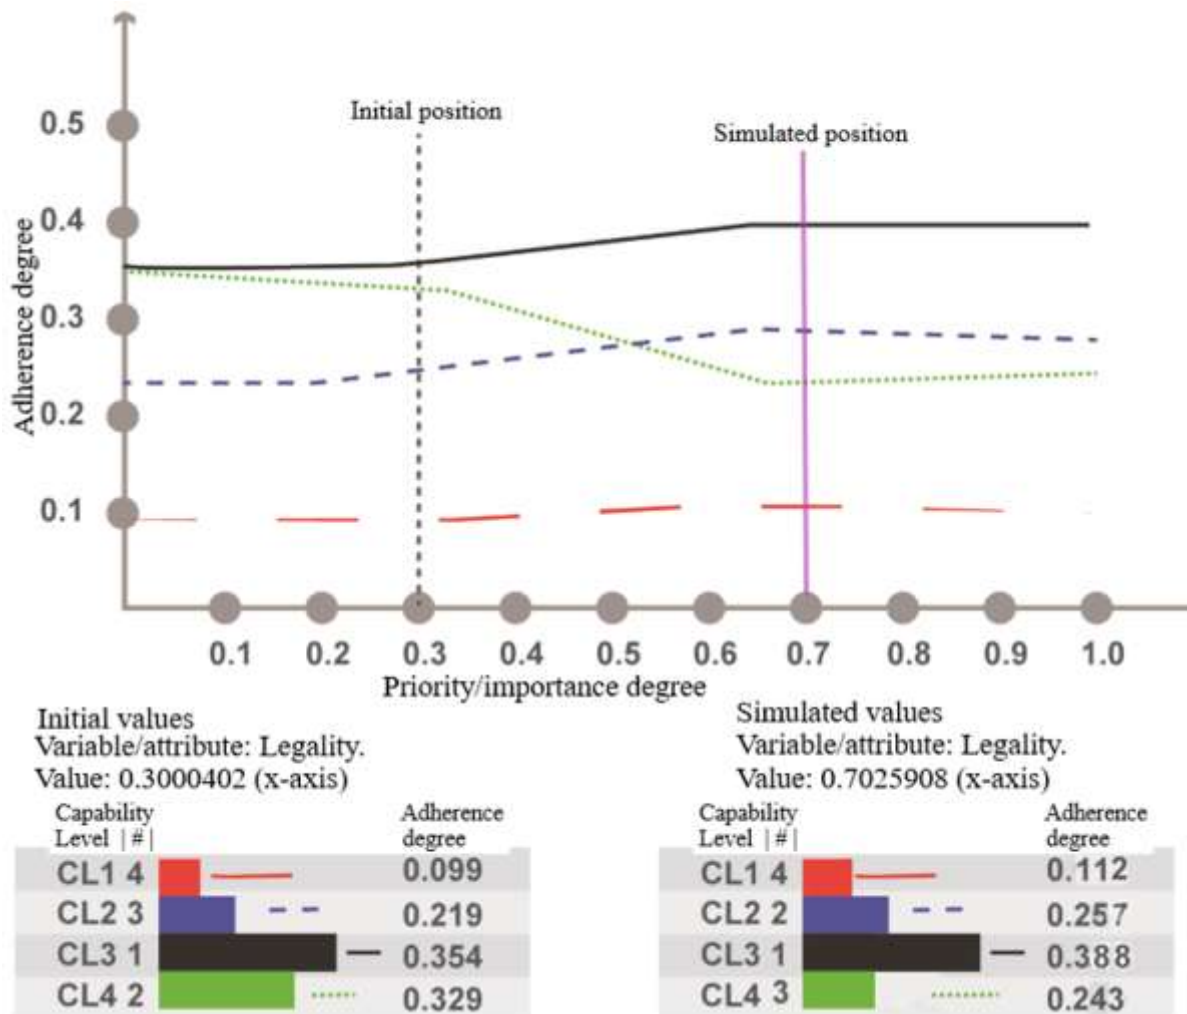 Initial position
Simulated position
0.5
0.4
0.3
0.2
0.1
Adherence degree
0.1 0.2 0.3 0.4 0.5 0.6 0.7 0.8 0.9 1.0
Priority/importance degree
Initial values
Variable/attribute: Legality.
Value: 0.3000402 (x-axis)
Capability Adherence
Level | # | degree
CL1 4 0.099
CL2 3 0.219
CL3 1 0.354
CL4 2 0.329
Simulated values
Variable/attribute: Legality.
Value: 0.7025908 (x-axis)
Capability Adherence
Level | # | degree
CL1 4 0.112
CL2 2 0.257
CL3 1 0.388
CL4 3 0.243